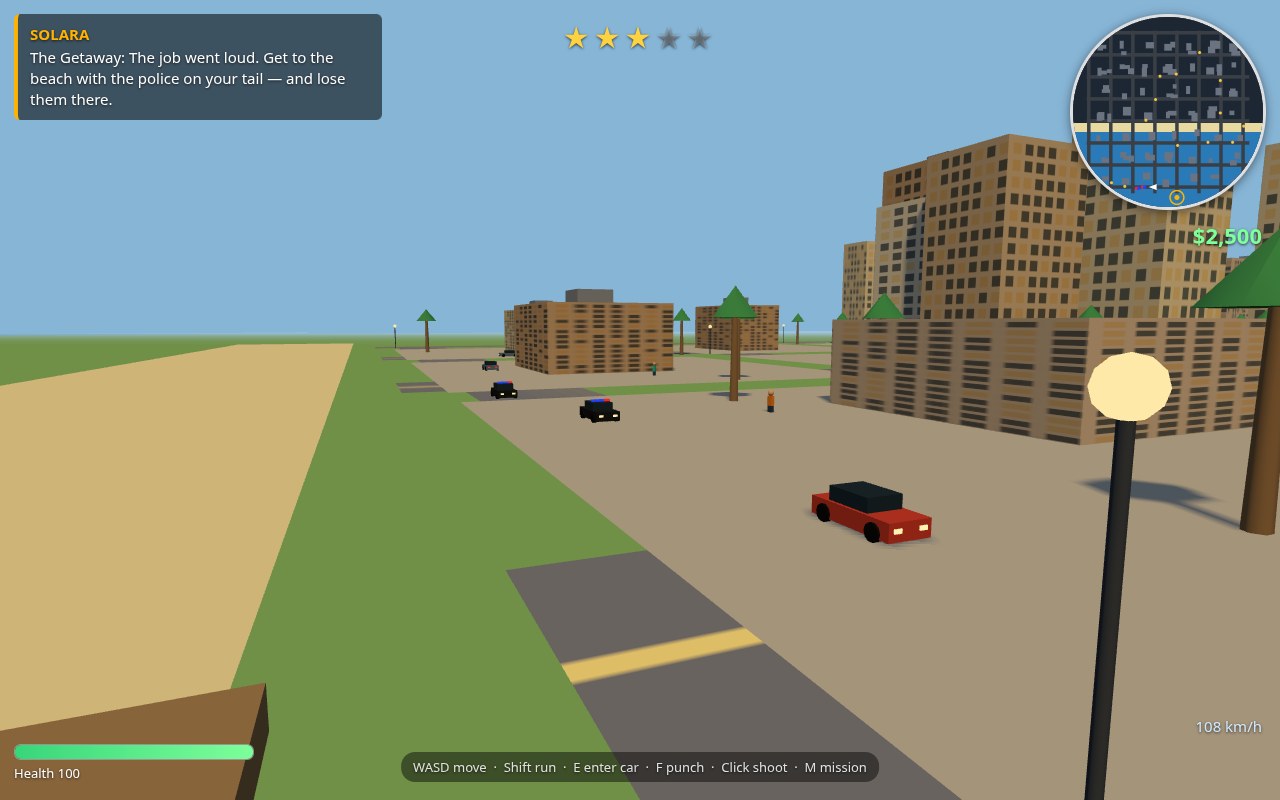 SOLARA
The Getaway: The job went loud. Get to the
beach with the police on your tail — and lose
them there.
$2,500
108 km/h
Health 100
WASD move · Shift run · E enter car · F punch · Click shoot · M mission